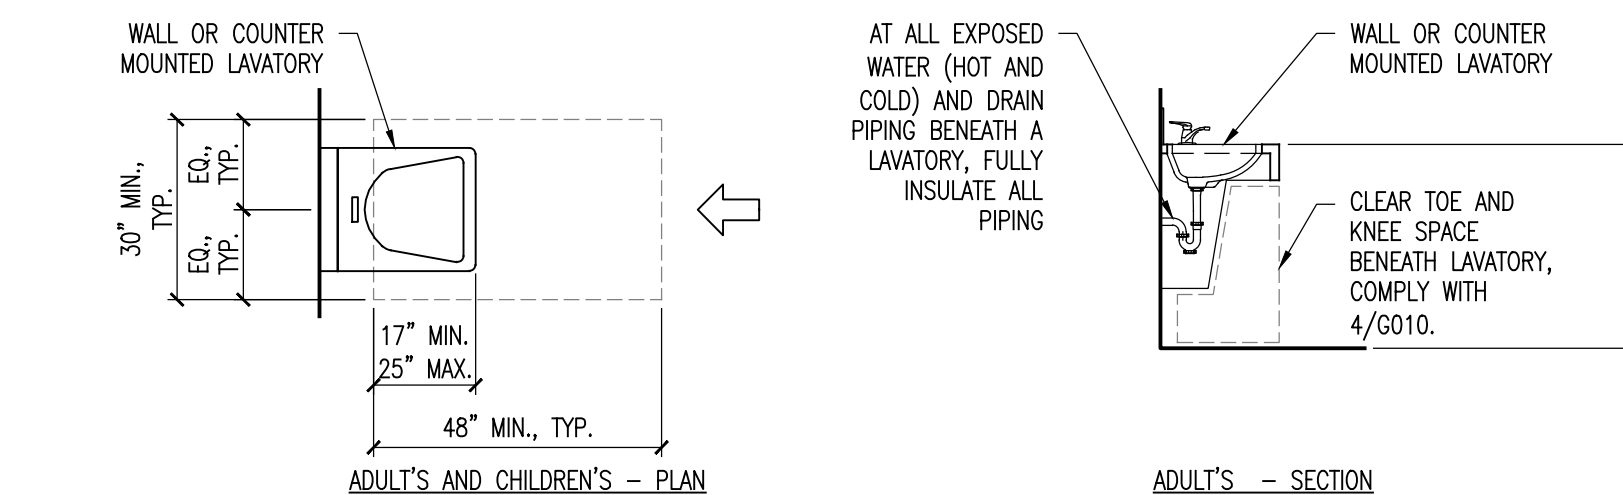 WALL OR COUNTER
MOUNTED LAVATORY
30" MIN.,
TYP.
EQ.,
TYP.
EQ.,
TYP.
17" MIN.
25" MAX.
48" MIN., TYP.
ADULT'S AND CHILDREN'S – PLAN
AT ALL EXPOSED
WATER (HOT AND
COLD) AND DRAIN
PIPING BENEATH A
LAVATORY, FULLY
INSULATE ALL
PIPING
WALL OR COUNTER
MOUNTED LAVATORY
CLEAR TOE AND
KNEE SPACE
BENEATH LAVATORY,
COMPLY WITH
4/G010.
ADULT'S – SECTION